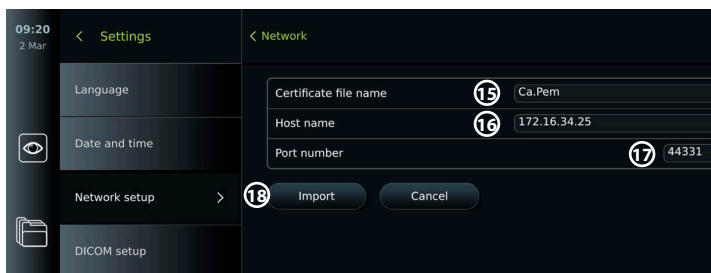 09:20
2 Mar
Settings
Network
Language
Date and time
Network setup
DICOM setup
Certificate file name
15
Ca.Pem
Host name
16
172.16.34.25
Port number
17
44331
18
Import
Cancel